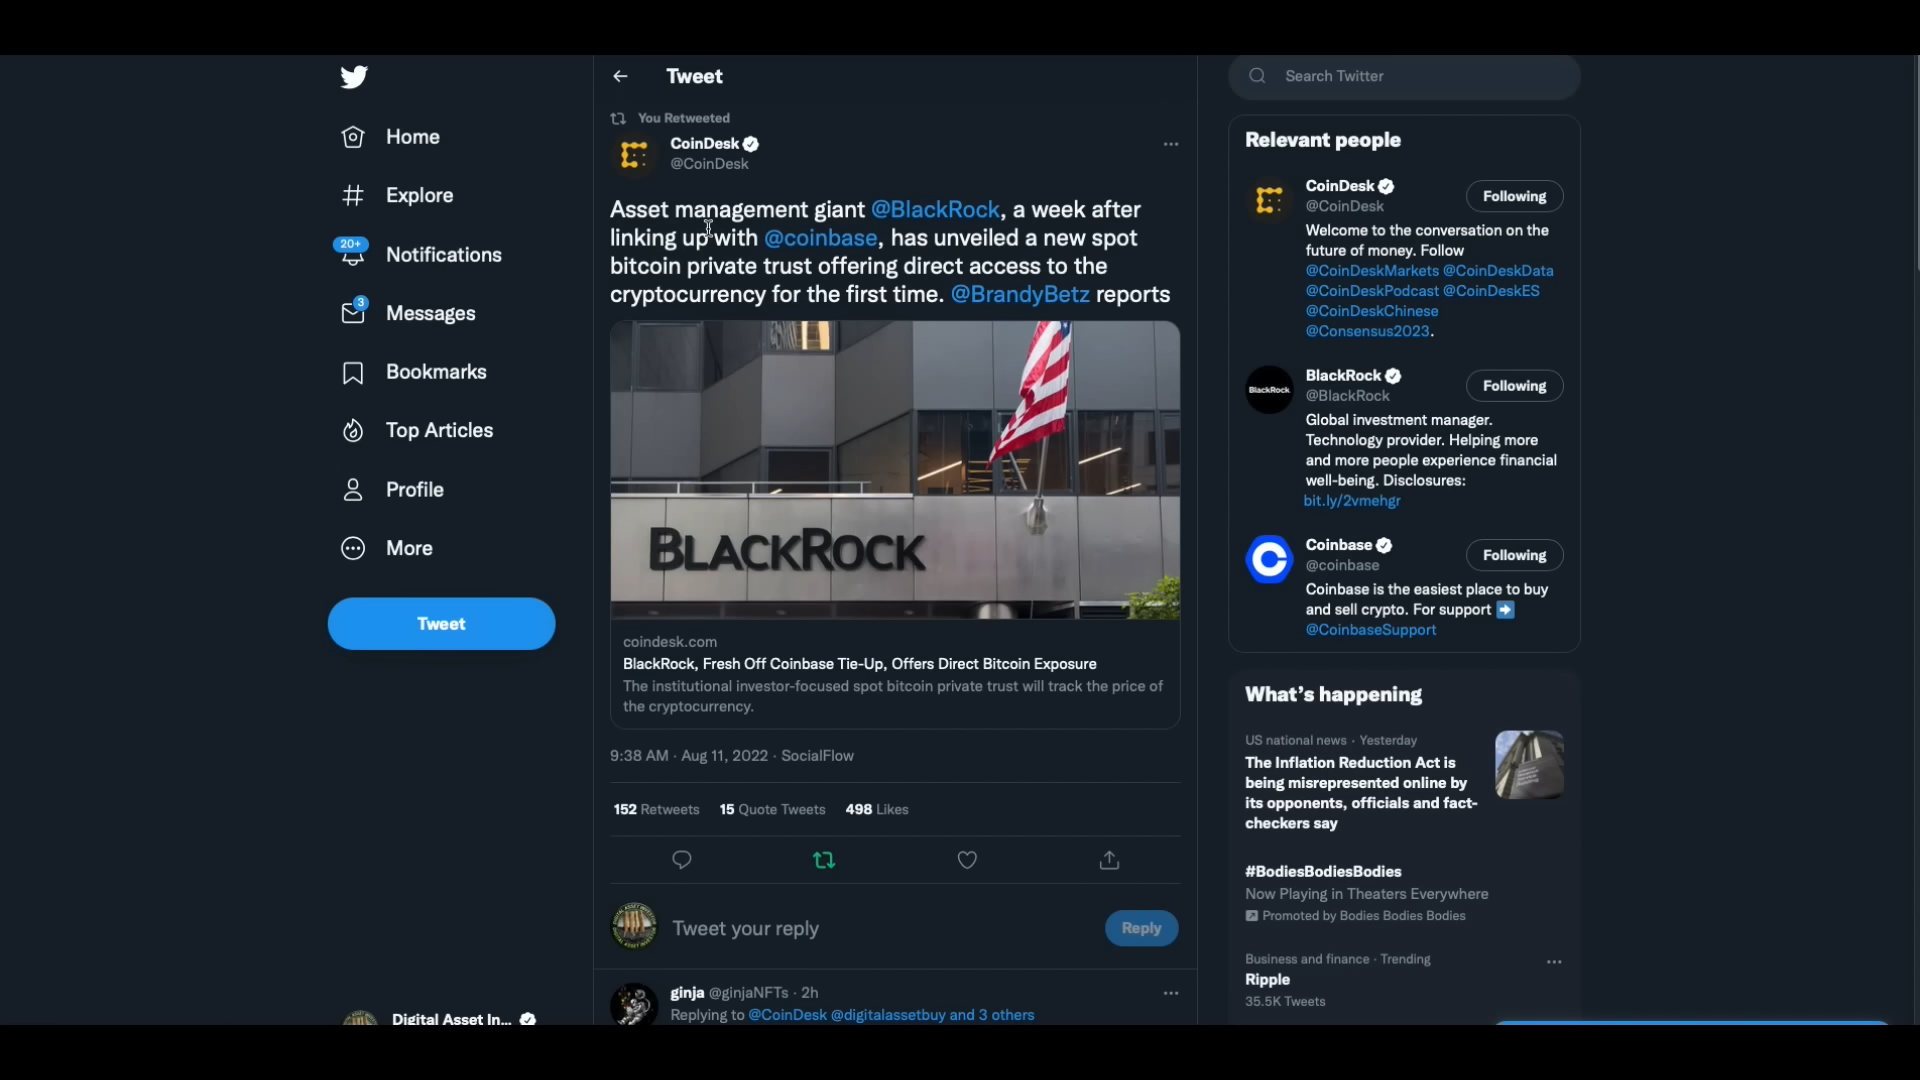 Home
Explore
20+
Notifications
3
Messages
Bookmarks
Top Articles
Profile
More
Tweet
Digital Asset In...
Tweet
You Retweeted
CoinDesk
@CoinDesk
Asset management giant @BlackRock, a week after
linking up with @coinbase, has unveiled a new spot
bitcoin private trust offering direct access to the
cryptocurrency for the first time. @BrandyBetz reports
BLACKROCK
coindesk.com
BlackRock, Fresh Off Coinbase Tie-Up, Offers Direct Bitcoin Exposure
The institutional investor-focused spot bitcoin private trust will track the price of
the cryptocurrency.
9:38 AM · Aug 11, 2022 · SocialFlow
152 Retweets 15 Quote Tweets 498 Likes
Tweet your reply
Reply
ginja @ginjaNFTs · 2h
Replying to @CoinDesk @digitalassetbuy and 3 others
Search Twitter
Relevant people
CoinDesk
@CoinDesk
Following
Welcome to the conversation on the
future of money. Follow
@CoinDeskMarkets @CoinDeskData
@CoinDeskPodcast @CoinDeskES
@CoinDeskChinese
@Consensus2023.
BlackRock
BlackRock
@BlackRock
Following
Global investment manager.
Technology provider. Helping more
and more people experience financial
well-being. Disclosures:
bit.ly/2vmehgr
Coinbase
@coinbase
Following
Coinbase is the easiest place to buy
and sell crypto. For support ➡️
@CoinbaseSupport
What's happening
US national news · Yesterday
The Inflation Reduction Act is
being misrepresented online by
its opponents, officials and fact-
checkers say
#BodiesBodiesBodies
Now Playing in Theaters Everywhere
Promoted by Bodies Bodies Bodies
Business and finance · Trending
Ripple
35.5K Tweets